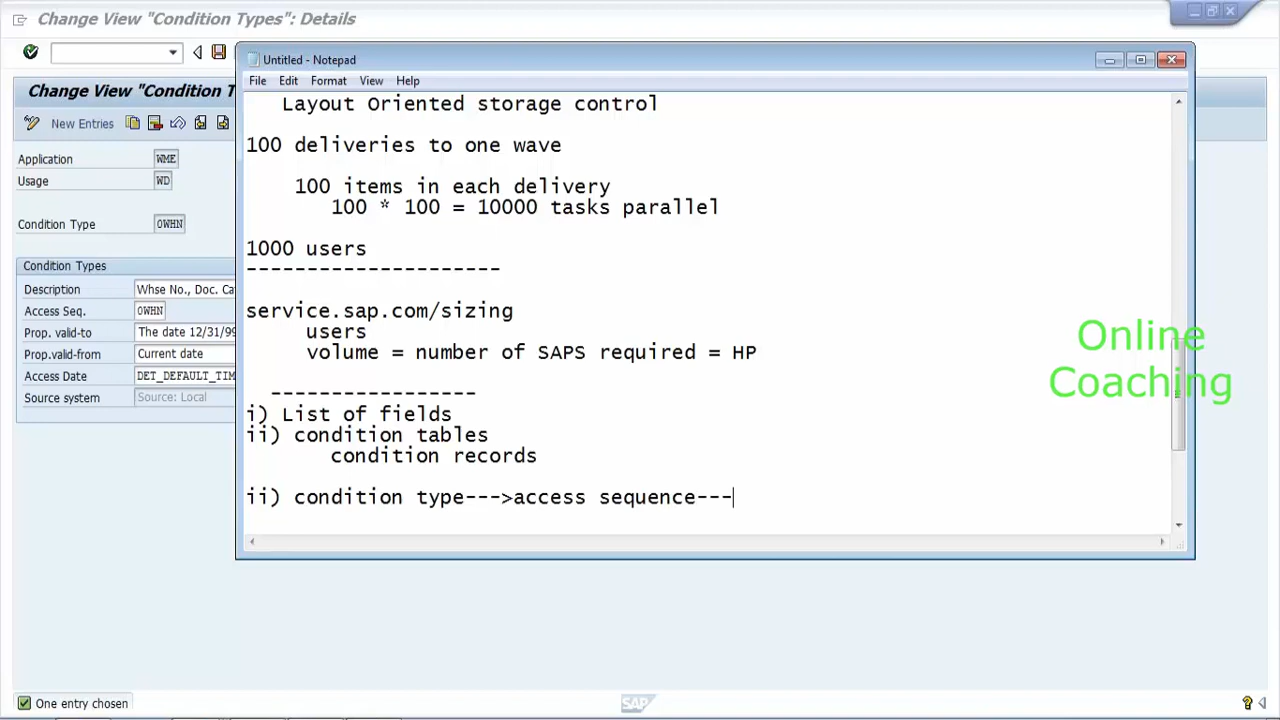 Change View "Condition Types": Details
Untitled - Notepad
File Edit Format View Help
Change View "Condition T
New Entries
Application WME
Usage WD
Condition Type OWHN
Condition Types
Description Whse No., Doc. Ca
Access Seq. OWHN
Prop. valid-to The date 12/31/99
Prop.valid-from Current date
Access Date DET_DEFAULT_TIM
Source system Source: Local
Layout Oriented storage control
100 deliveries to one wave
100 items in each delivery
100 * 100 = 10000 tasks parallel
1000 users
---------------------
service.sap.com/sizing
users
volume = number of SAPS required = HP
-----------------
i) List of fields
ii) condition tables
condition records
ii) condition type--->access sequence---
Online
Coaching
One entry chosen
SAP